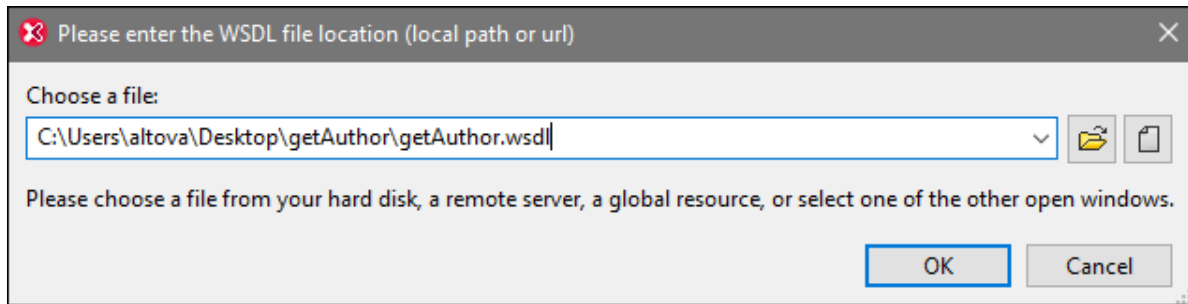 Please enter the WSDL file location (local path or url)
Choose a file:
C:\Users\altova\Desktop\getAuthor\getAuthor.wsdl
Please choose a file from your hard disk, a remote server, a global resource, or select one of the other open windows.
OK
Cancel